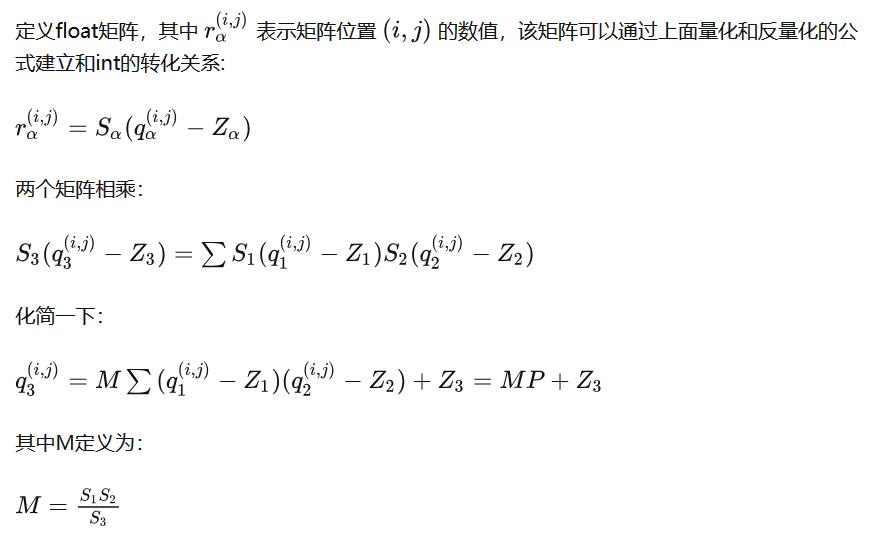 定义float矩阵，其中 $r_{\alpha}^{(i,j)}$ 表示矩阵位置 $(i,j)$ 的数值，该矩阵可以通过上面量化和反量化的公
式建立和int的转化关系:
$r_{\alpha}^{(i,j)} = S_{\alpha}(q_{\alpha}^{(i,j)} - Z_{\alpha})$
两个矩阵相乘：
$S_3(q_3^{(i,j)} - Z_3) = \sum S_1(q_1^{(i,j)} - Z_1)S_2(q_2^{(i,j)} - Z_2)$
化简一下：
$q_3^{(i,j)} = M \sum (q_1^{(i,j)} - Z_1)(q_2^{(i,j)} - Z_2) + Z_3 = MP + Z_3$
其中M定义为：
$M = \frac{S_1 S_2}{S_3}$